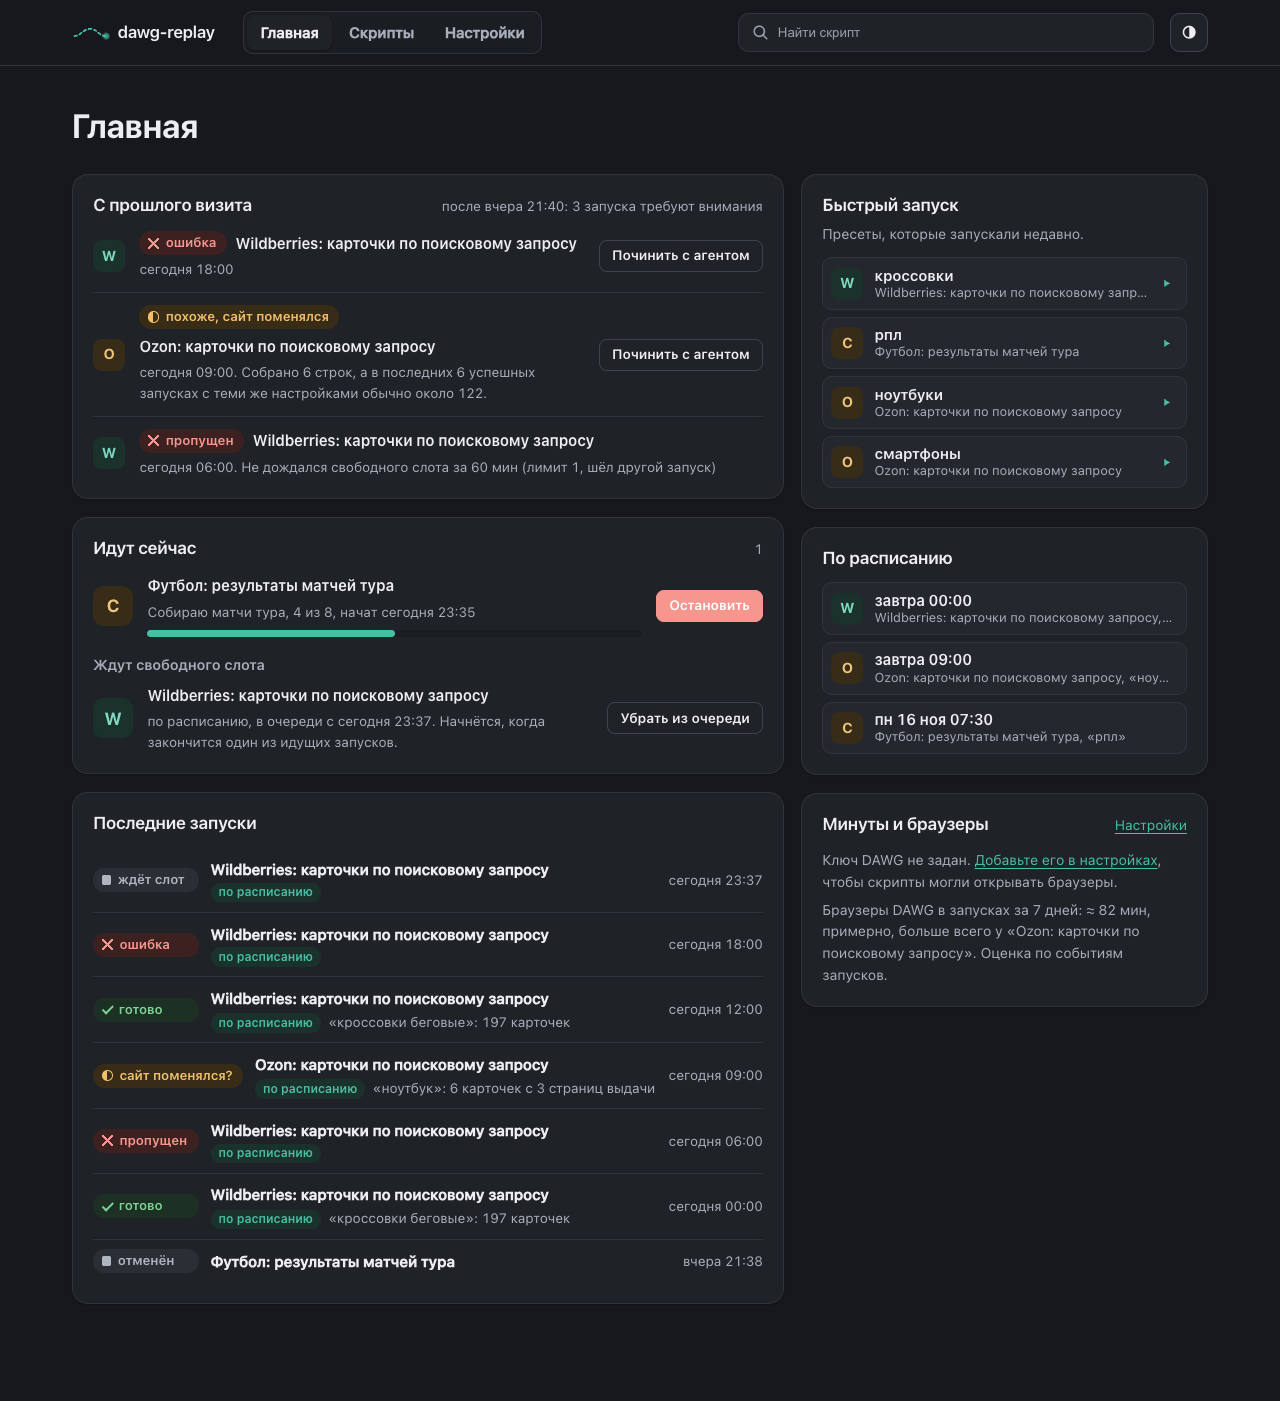 dawg-replay
Главная
Скрипты
Настройки
Найти скрипт
Главная
С прошлого визита
после вчера 21:40: 3 запуска требуют внимания
W
ошибка
Wildberries: карточки по поисковому запросу
сегодня 18:00
Починить с агентом
похоже, сайт поменялся
O
Ozon: карточки по поисковому запросу
сегодня 09:00. Собрано 6 строк, а в последних 6 успешных
запусках с теми же настройками обычно около 122.
Починить с агентом
W
пропущен
Wildberries: карточки по поисковому запросу
сегодня 06:00. Не дождался свободного слота за 60 мин (лимит 1, шёл другой запуск)
Идут сейчас
1
С
Футбол: результаты матчей тура
Собираю матчи тура, 4 из 8, начат сегодня 23:35
Остановить
Ждут свободного слота
W
Wildberries: карточки по поисковому запросу
по расписанию, в очереди с сегодня 23:37. Начнётся, когда
закончится один из идущих запусков.
Убрать из очереди
Последние запуски
ждёт слот
Wildberries: карточки по поисковому запросу
по расписанию
сегодня 23:37
ошибка
Wildberries: карточки по поисковому запросу
по расписанию
сегодня 18:00
готово
Wildberries: карточки по поисковому запросу
по расписанию
«кроссовки беговые»: 197 карточек
сегодня 12:00
сайт поменялся?
Ozon: карточки по поисковому запросу
по расписанию
«ноутбук»: 6 карточек с 3 страниц выдачи
сегодня 09:00
пропущен
Wildberries: карточки по поисковому запросу
по расписанию
сегодня 06:00
готово
Wildberries: карточки по поисковому запросу
по расписанию
«кроссовки беговые»: 197 карточек
сегодня 00:00
отменён
Футбол: результаты матчей тура
вчера 21:38
Быстрый запуск
Пресеты, которые запускали недавно.
W
кроссовки
Wildberries: карточки по поисковому запр...
С
рпл
Футбол: результаты матчей тура
O
ноутбуки
Ozon: карточки по поисковому запросу
O
смартфоны
Ozon: карточки по поисковому запросу
По расписанию
W
завтра 00:00
Wildberries: карточки по поисковому запросу,...
O
завтра 09:00
Ozon: карточки по поисковому запросу, «ноу...
С
пн 16 ноя 07:30
Футбол: результаты матчей тура, «рпл»
Минуты и браузеры
Настройки
Ключ DAWG не задан. Добавьте его в настройках,
чтобы скрипты могли открывать браузеры.
Браузеры DAWG в запусках за 7 дней: ≈ 82 мин,
примерно, больше всего у «Ozon: карточки по
поисковому запросу». Оценка по событиям
запусков.